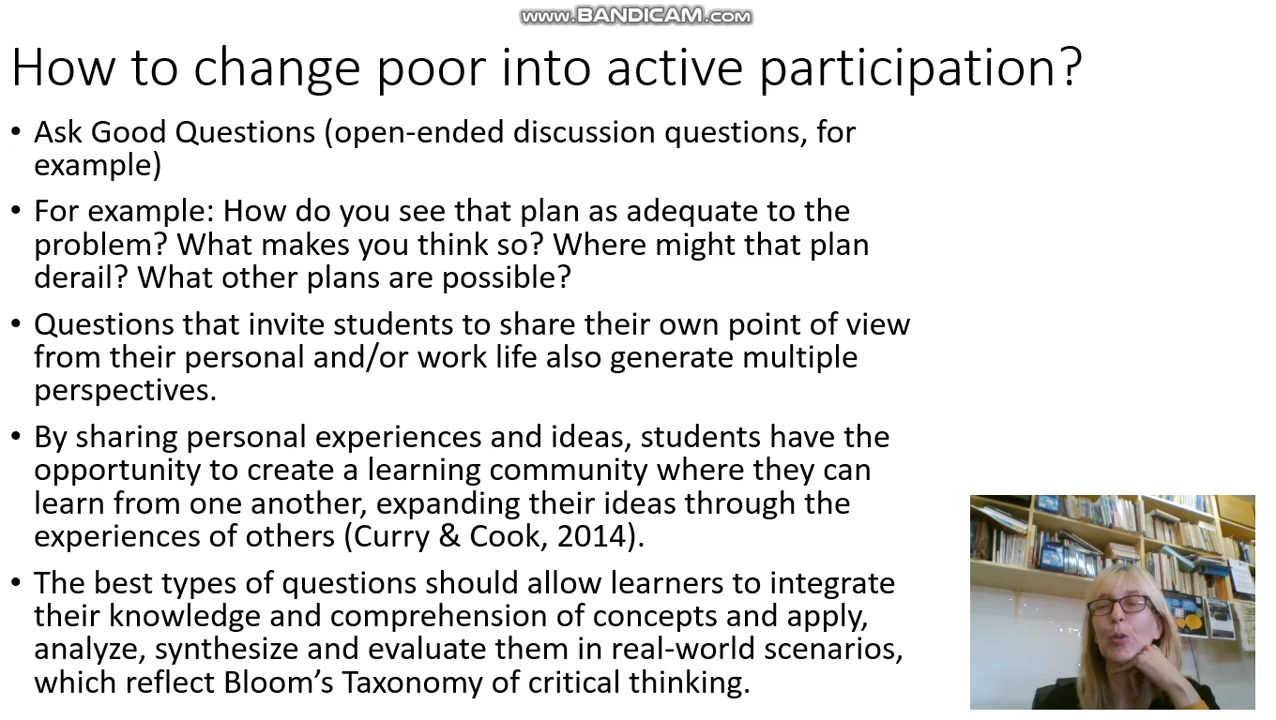 www.BANDICAM.com
How to change poor into active participation?
• Ask Good Questions (open-ended discussion questions, for
example)
• For example: How do you see that plan as adequate to the
problem? What makes you think so? Where might that plan
derail? What other plans are possible?
• Questions that invite students to share their own point of view
from their personal and/or work life also generate multiple
perspectives.
• By sharing personal experiences and ideas, students have the
opportunity to create a learning community where they can
learn from one another, expanding their ideas through the
experiences of others (Curry & Cook, 2014).
• The best types of questions should allow learners to integrate
their knowledge and comprehension of concepts and apply,
analyze, synthesize and evaluate them in real-world scenarios,
which reflect Bloom’s Taxonomy of critical thinking.